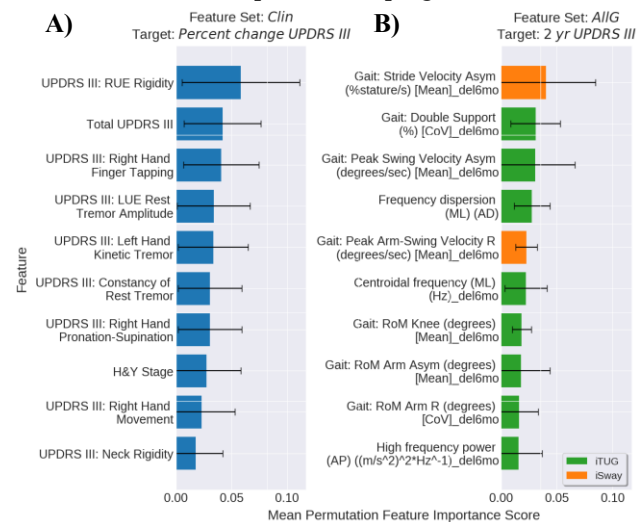 A)
Feature Set: Clin
Target: Percent change UPDRS III
Feature
UPDRS III: RUE Rigidity
Total UPDRS III
UPDRS III: Right Hand
Finger Tapping
UPDRS III: LUE Rest
Tremor Amplitude
UPDRS III: Left Hand
Kinetic Tremor
UPDRS III: Constancy of
Rest Tremor
UPDRS III: Right Hand
Pronation-Supination
H&Y Stage
UPDRS III: Right Hand
Movement
UPDRS III: Neck Rigidity
0.00 0.05 0.10
B)
Feature Set: AllG
Target: 2 yr UPDRS III
Gait: Stride Velocity Asym
(%stature/s) [Mean]_del6mo
Gait: Double Support
(%) [CoV]_del6mo
Gait: Peak Swing Velocity Asym
(degrees/sec) [Mean]_del6mo
Frequency dispersion
(ML) (AD)
Gait: Peak Arm-Swing Velocity R
(degrees/sec) [Mean]_del6mo
Centroidal frequency (ML)
(Hz)_del6mo
Gait: RoM Knee (degrees)
[Mean]_del6mo
Gait: RoM Arm Asym (degrees)
[Mean]_del6mo
Gait: RoM Arm R (degrees)
[CoV]_del6mo
High frequency power
(AP) ((m/s^2)^2*Hz^-1)_del6mo
iTUG
iSway
0.00 0.05 0.10
Mean Permutation Feature Importance Score